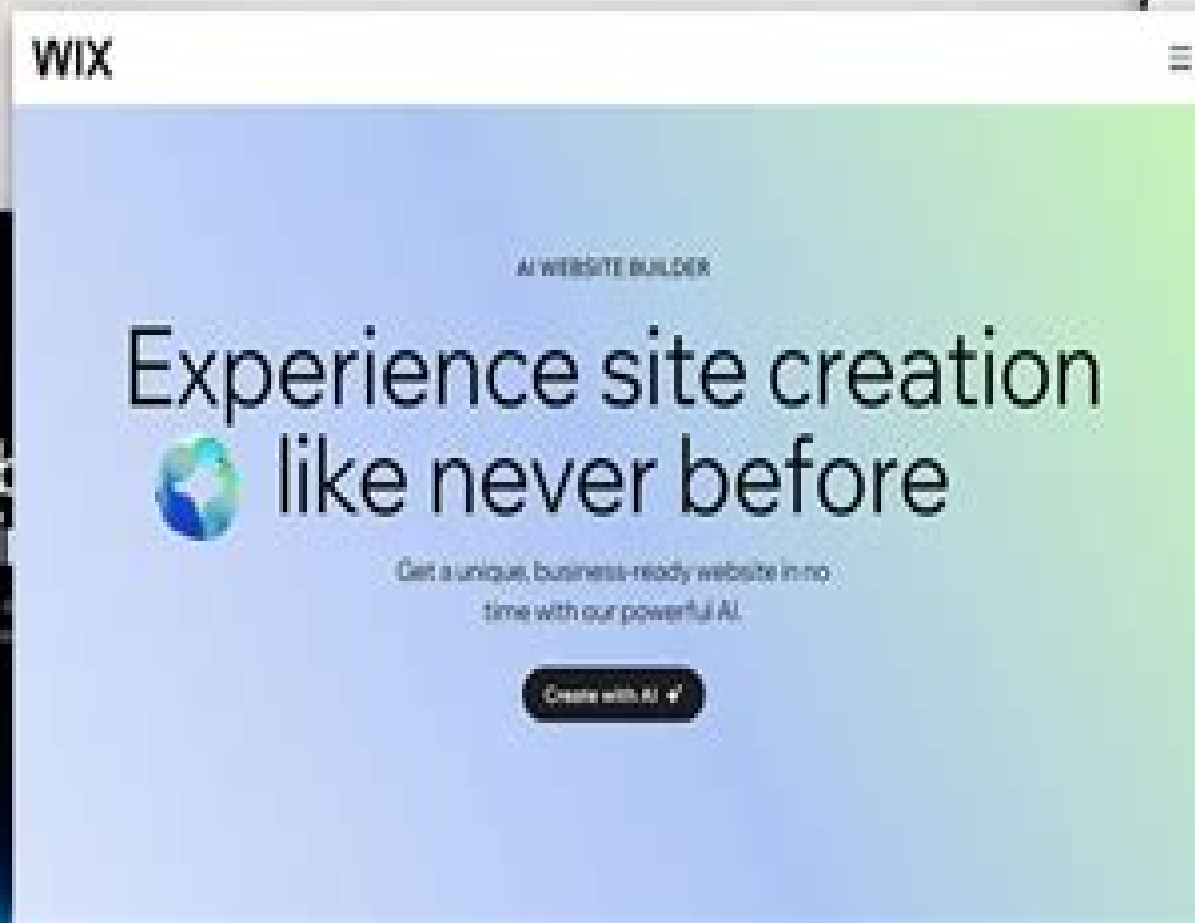 WIX
AI WEBSITE BUILDER
Experience site creation
like never before
Get a unique, business-ready website in no
time with our powerful AI.
Create with AI